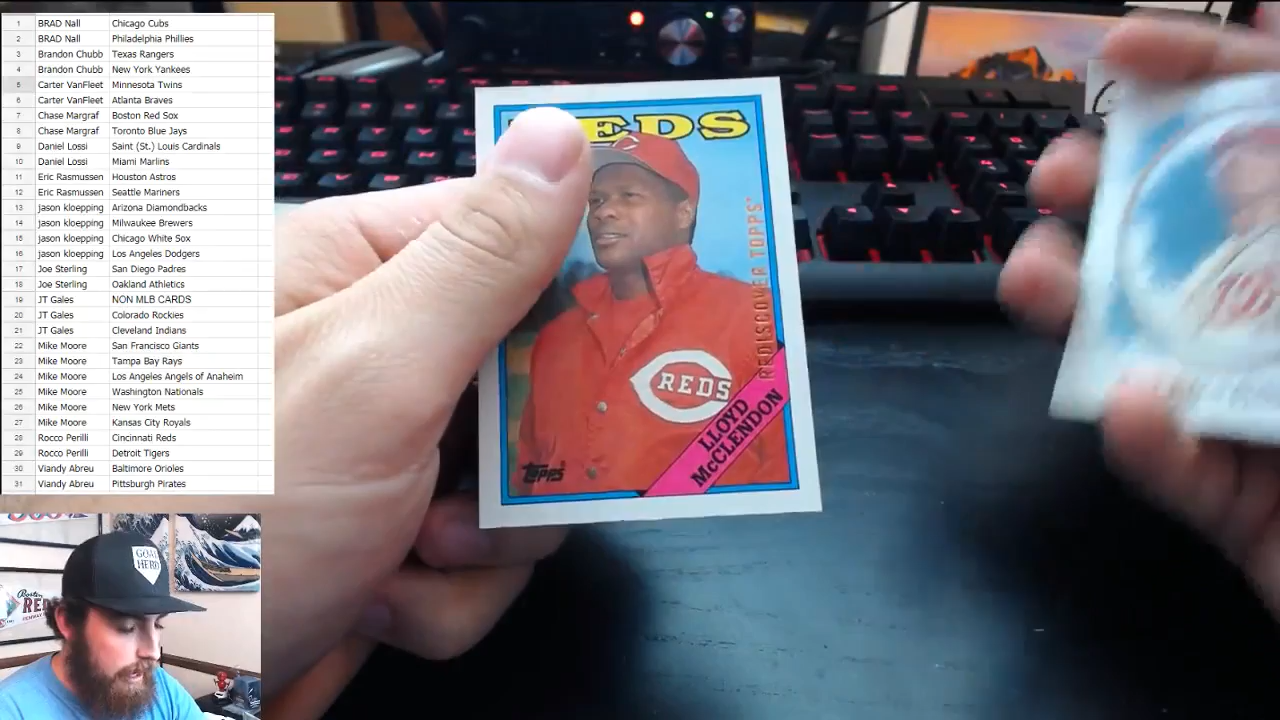 1 BRAD Nall Chicago Cubs
2 BRAD Nall Philadelphia Phillies
3 Brandon Chubb Texas Rangers
4 Brandon Chubb New York Yankees
5 Carter VanFleet Minnesota Twins
6 Carter VanFleet Atlanta Braves
7 Chase Margraf Boston Red Sox
8 Chase Margraf Toronto Blue Jays
9 Daniel Lossi Saint (St.) Louis Cardinals
10 Daniel Lossi Miami Marlins
11 Eric Rasmussen Houston Astros
12 Eric Rasmussen Seattle Mariners
13 jason kloepping Arizona Diamondbacks
14 jason kloepping Milwaukee Brewers
15 jason kloepping Chicago White Sox
16 jason kloepping Los Angeles Dodgers
17 Joe Sterling San Diego Padres
18 Joe Sterling Oakland Athletics
19 JT Gales NON MLB CARDS
20 JT Gales Colorado Rockies
21 JT Gales Cleveland Indians
22 Mike Moore San Francisco Giants
23 Mike Moore Tampa Bay Rays
24 Mike Moore Los Angeles Angels of Anaheim
25 Mike Moore Washington Nationals
26 Mike Moore New York Mets
27 Mike Moore Kansas City Royals
28 Rocco Perilli Cincinnati Reds
29 Rocco Perilli Detroit Tigers
30 Viandy Abreu Baltimore Orioles
31 Viandy Abreu Pittsburgh Pirates
EDS
REDISCOVER TOPPS
REDS
LLOYD
McCLENDON
TOPPS
GOAT
HERD
Boston
RED